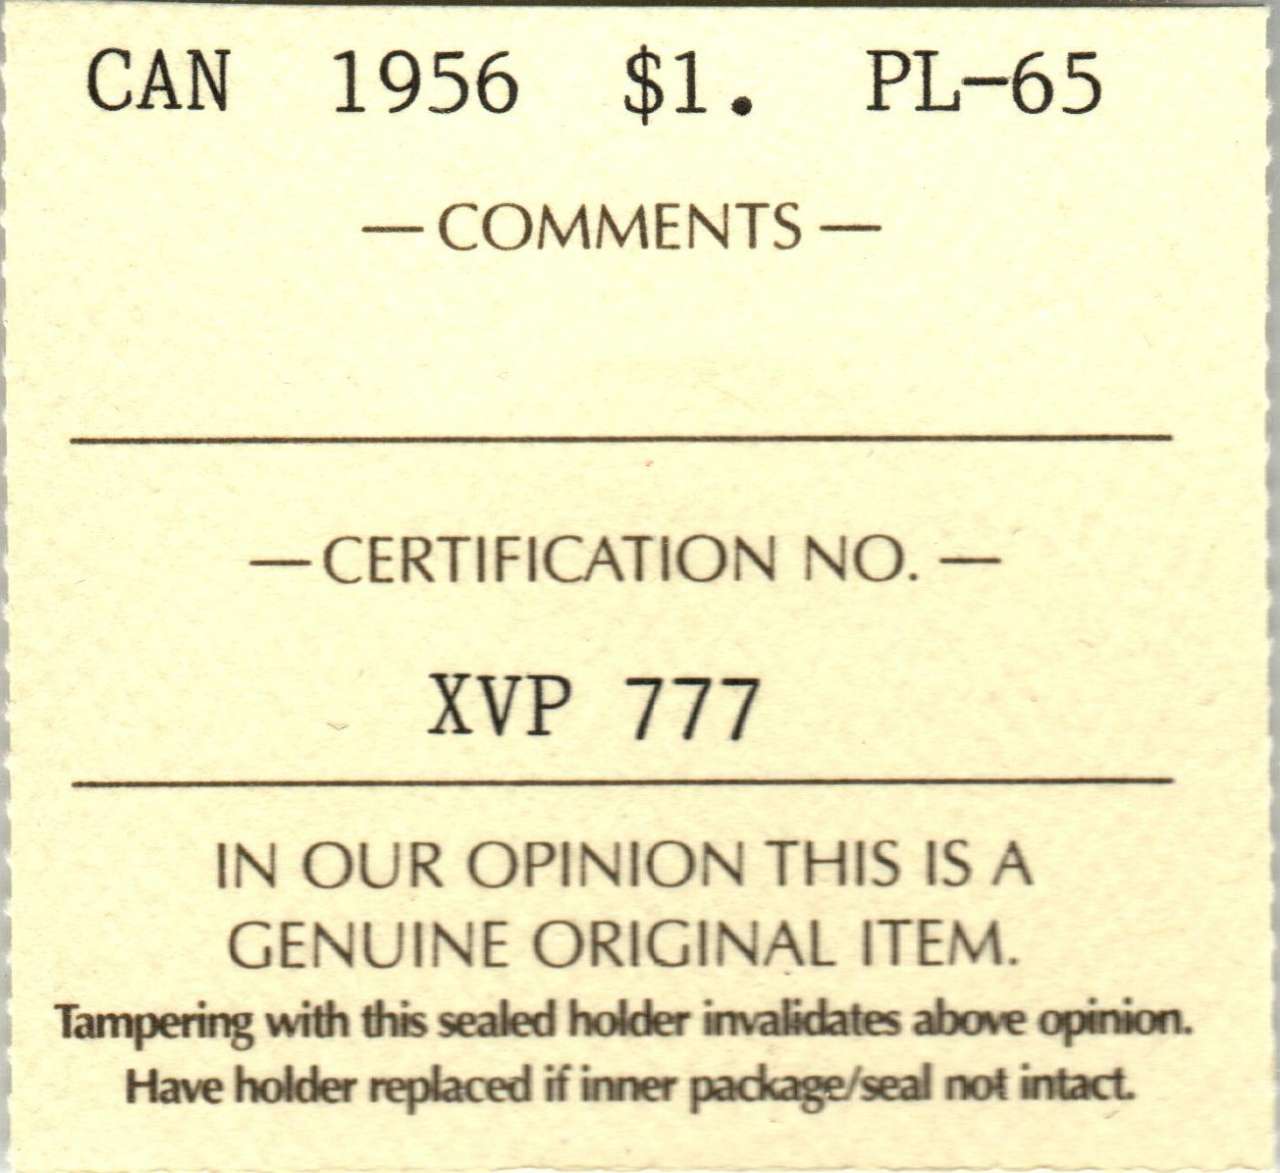 CAN 1956 $1. PL-65
— COMMENTS —
— CERTIFICATION NO. —
XVP 777
IN OUR OPINION THIS IS A
GENUINE ORIGINAL ITEM.
Tampering with this sealed holder invalidates above opinion.
Have holder replaced if inner package/seal not intact.